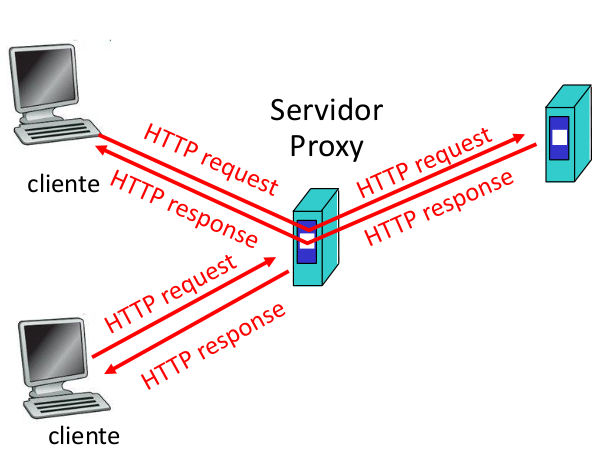 Servidor
Proxy
HTTP request
HTTP request
cliente
HTTP response
HTTP response
HTTP request
HTTP response
cliente